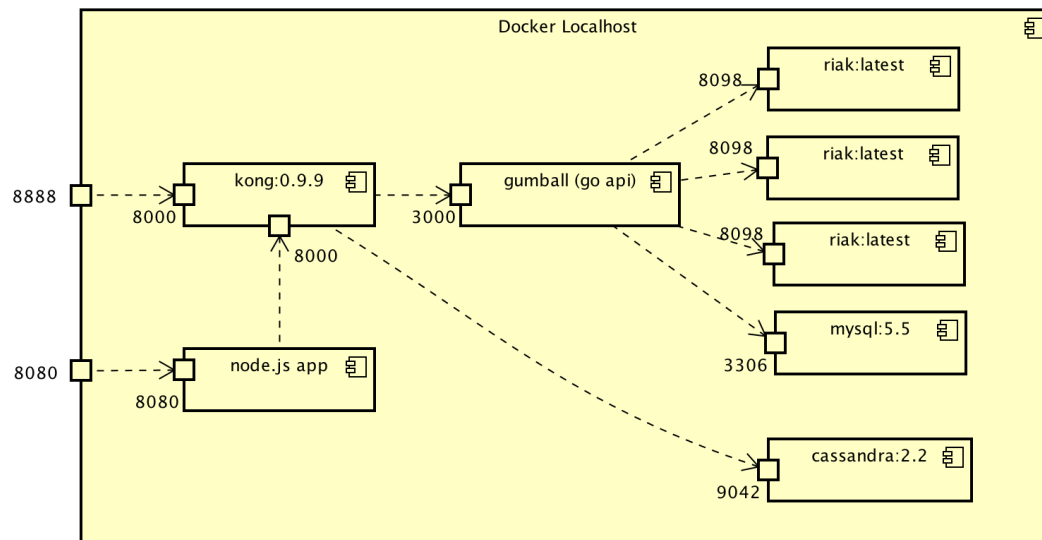 Docker Localhost
riak:latest
8098
riak:latest
8098
kong:0.9.9
gumball (go api)
8888
8000
3000
8000
riak:latest
8098
mysql:5.5
3306
node.js app
8080
8080
cassandra:2.2
9042